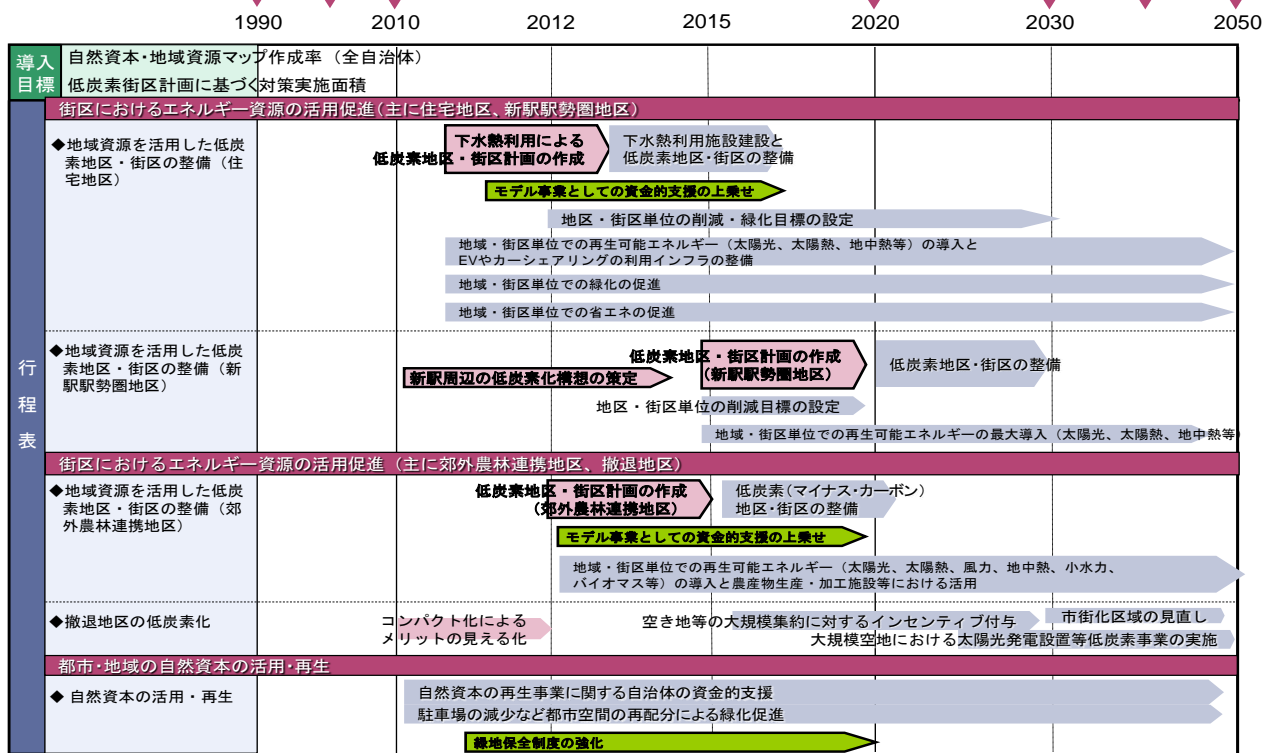 1990 2010 2012 2015 2020 2030 2050
導入
目標
自然資本・地域資源マップ作成率（全自治体）
低炭素街区計画に基づく対策実施面積
行
程
表
街区におけるエネルギー資源の活用促進（主に住宅地区、新駅駅勢圏地区）
◆地域資源を活用した低炭
素地区・街区の整備（住
宅地区）
下水熱利用による
低炭素地区・街区計画の作成
下水熱利用施設建設と
低炭素地区・街区の整備
モデル事業としての資金的支援の上乗せ
地区・街区単位の削減・緑化目標の設定
地域・街区単位での再生可能エネルギー（太陽光、太陽熱、地中熱等）の導入と
EVやカーシェアリングの利用インフラの整備
地域・街区単位での緑化の促進
地域・街区単位での省エネの促進
◆地域資源を活用した低炭
素地区・街区の整備（新
駅駅勢圏地区）
低炭素地区・街区計画の作成
（新駅駅勢圏地区）
低炭素地区・街区の整備
新駅周辺の低炭素化構想の策定
地区・街区単位の削減目標の設定
地域・街区単位での再生可能エネルギーの最大導入（太陽光、太陽熱、地中熱等）
街区におけるエネルギー資源の活用促進（主に郊外農林連携地区、撤退地区）
◆地域資源を活用した低炭
素地区・街区の整備（郊
外農林連携地区）
低炭素地区・街区計画の作成
（郊外農林連携地区）
低炭素（マイナス・カーボン）
地区・街区の整備
モデル事業としての資金的支援の上乗せ
地域・街区単位での再生可能エネルギー（太陽光、太陽熱、風力、地中熱、小水力、
バイオマス等）の導入と農産物生産・加工施設等における活用
◆撤退地区の低炭素化
コンパクト化による
メリットの見える化
空き地等の大規模集約に対するインセンティブ付与
市街化区域の見直し
大規模空地における太陽光発電設置等低炭素事業の実施
都市・地域の自然資本の活用・再生
◆ 自然資本の活用・再生
自然資本の再生事業に関する自治体の資金的支援
駐車場の減少など都市空間の再配分による緑化促進
緑地保全制度の強化